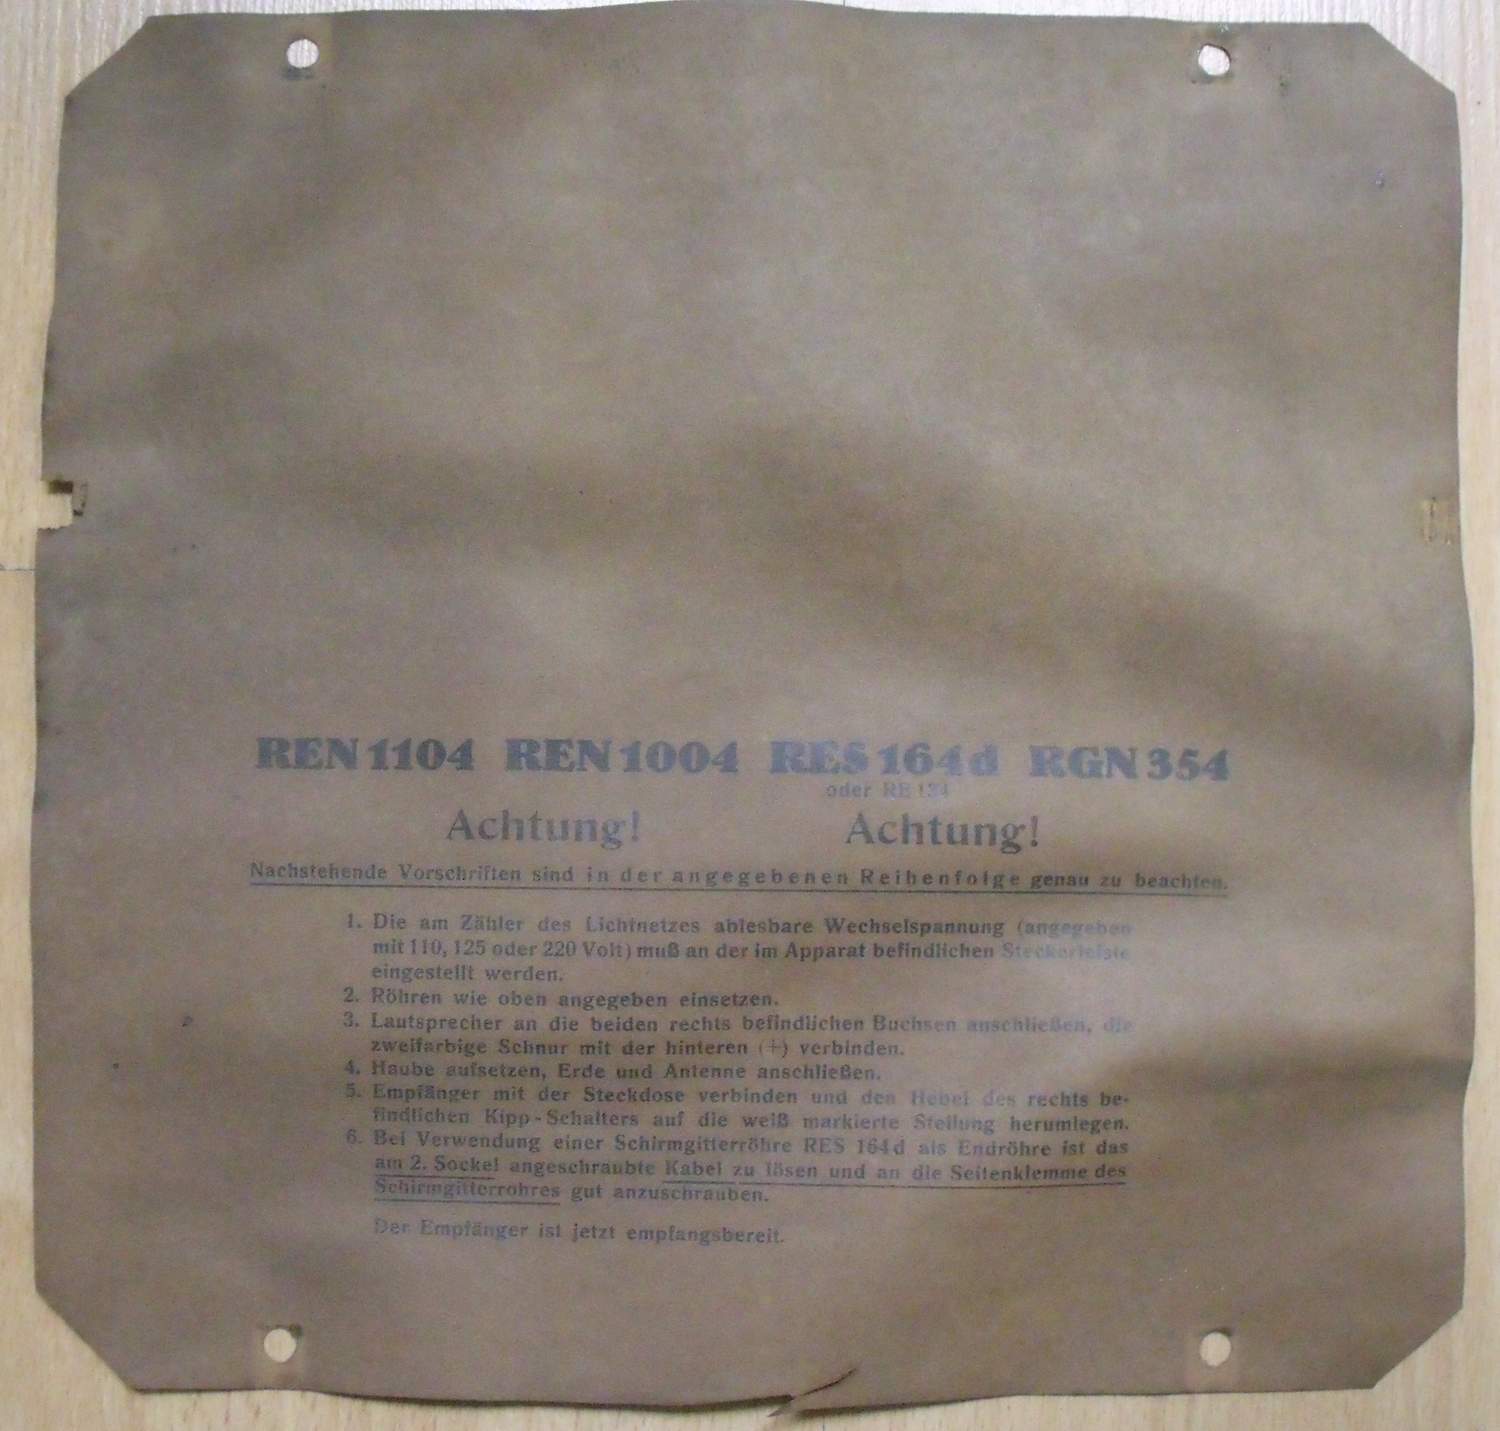 REN 1104 REN 1004 RES 164 d RGN 354
oder RE 134
Achtung! Achtung!
Nachstehende Vorschriften sind in der angegebenen Reihenfolge genau zu beachten.
1. Die am Zähler des Lichtnetzes ablesbare Wechselspannung (angegeben
mit 110, 125 oder 220 Volt) muß an der im Apparat befindlichen Steckerleiste
eingestellt werden.
2. Röhren wie oben angegeben einsetzen.
3. Lautsprecher an die beiden rechts befindlichen Buchsen anschließen, die
zweifarbige Schnur mit der hinteren (+) verbinden.
4. Haube aufsetzen, Erde und Antenne anschließen.
5. Empfänger mit der Steckdose verbinden und den Hebel des rechts be-
findlichen Kipp-Schalters auf die weiß markierte Stellung herumlegen.
6. Bei Verwendung einer Schirmgitterröhre RES 164 d als Endröhre ist das
am 2. Sockel angeschraubte Kabel zu lösen und an die Seitenklemme des
Schirmgitterrohres gut anzuschrauben.
Der Empfänger ist jetzt empfangsbereit.